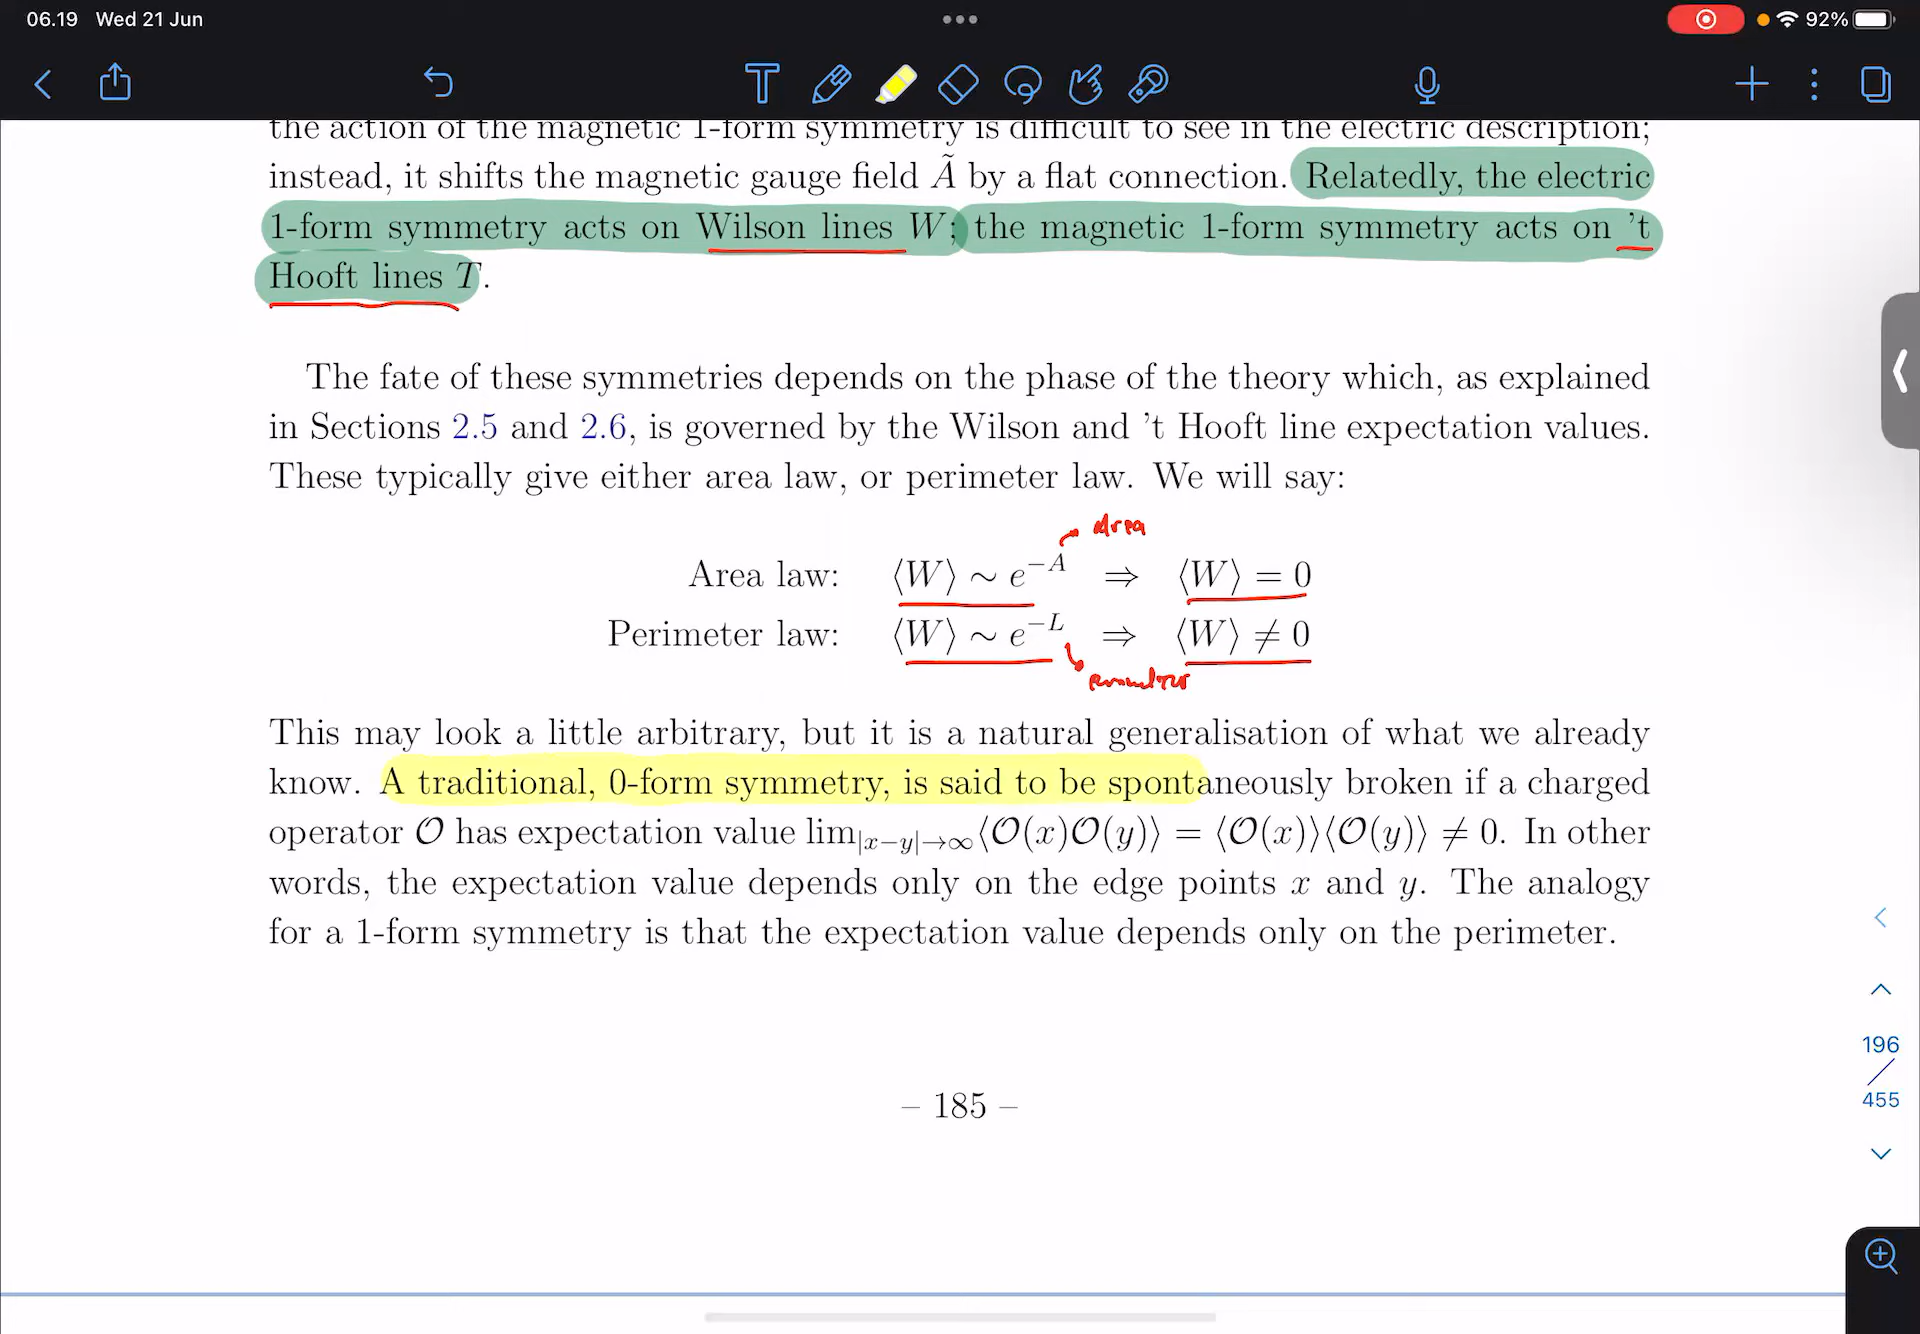 06.19 Wed 21 Jun
92%
the action of the magnetic 1-form symmetry is difficult to see in the electric description;
instead, it shifts the magnetic gauge field Ã by a flat connection. Relatedly, the electric
1-form symmetry acts on Wilson lines W; the magnetic 1-form symmetry acts on 't
Hooft lines T.
The fate of these symmetries depends on the phase of the theory which, as explained
in Sections 2.5 and 2.6, is governed by the Wilson and 't Hooft line expectation values.
These typically give either area law, or perimeter law. We will say:
area
Area law: ⟨W⟩ ∼ e^{−A} ⇒ ⟨W⟩ = 0
Perimeter law: ⟨W⟩ ∼ e^{−L} ⇒ ⟨W⟩ ≠ 0
This may look a little arbitrary, but it is a natural generalisation of what we already
know. A traditional, 0-form symmetry, is said to be spontaneously broken if a charged
operator 𝒪 has expectation value lim_{|x−y|→∞}⟨𝒪(x)𝒪(y)⟩ = ⟨𝒪(x)⟩⟨𝒪(y)⟩ ≠ 0. In other
words, the expectation value depends only on the edge points x and y. The analogy
for a 1-form symmetry is that the expectation value depends only on the perimeter.
196
/
455
– 185 –